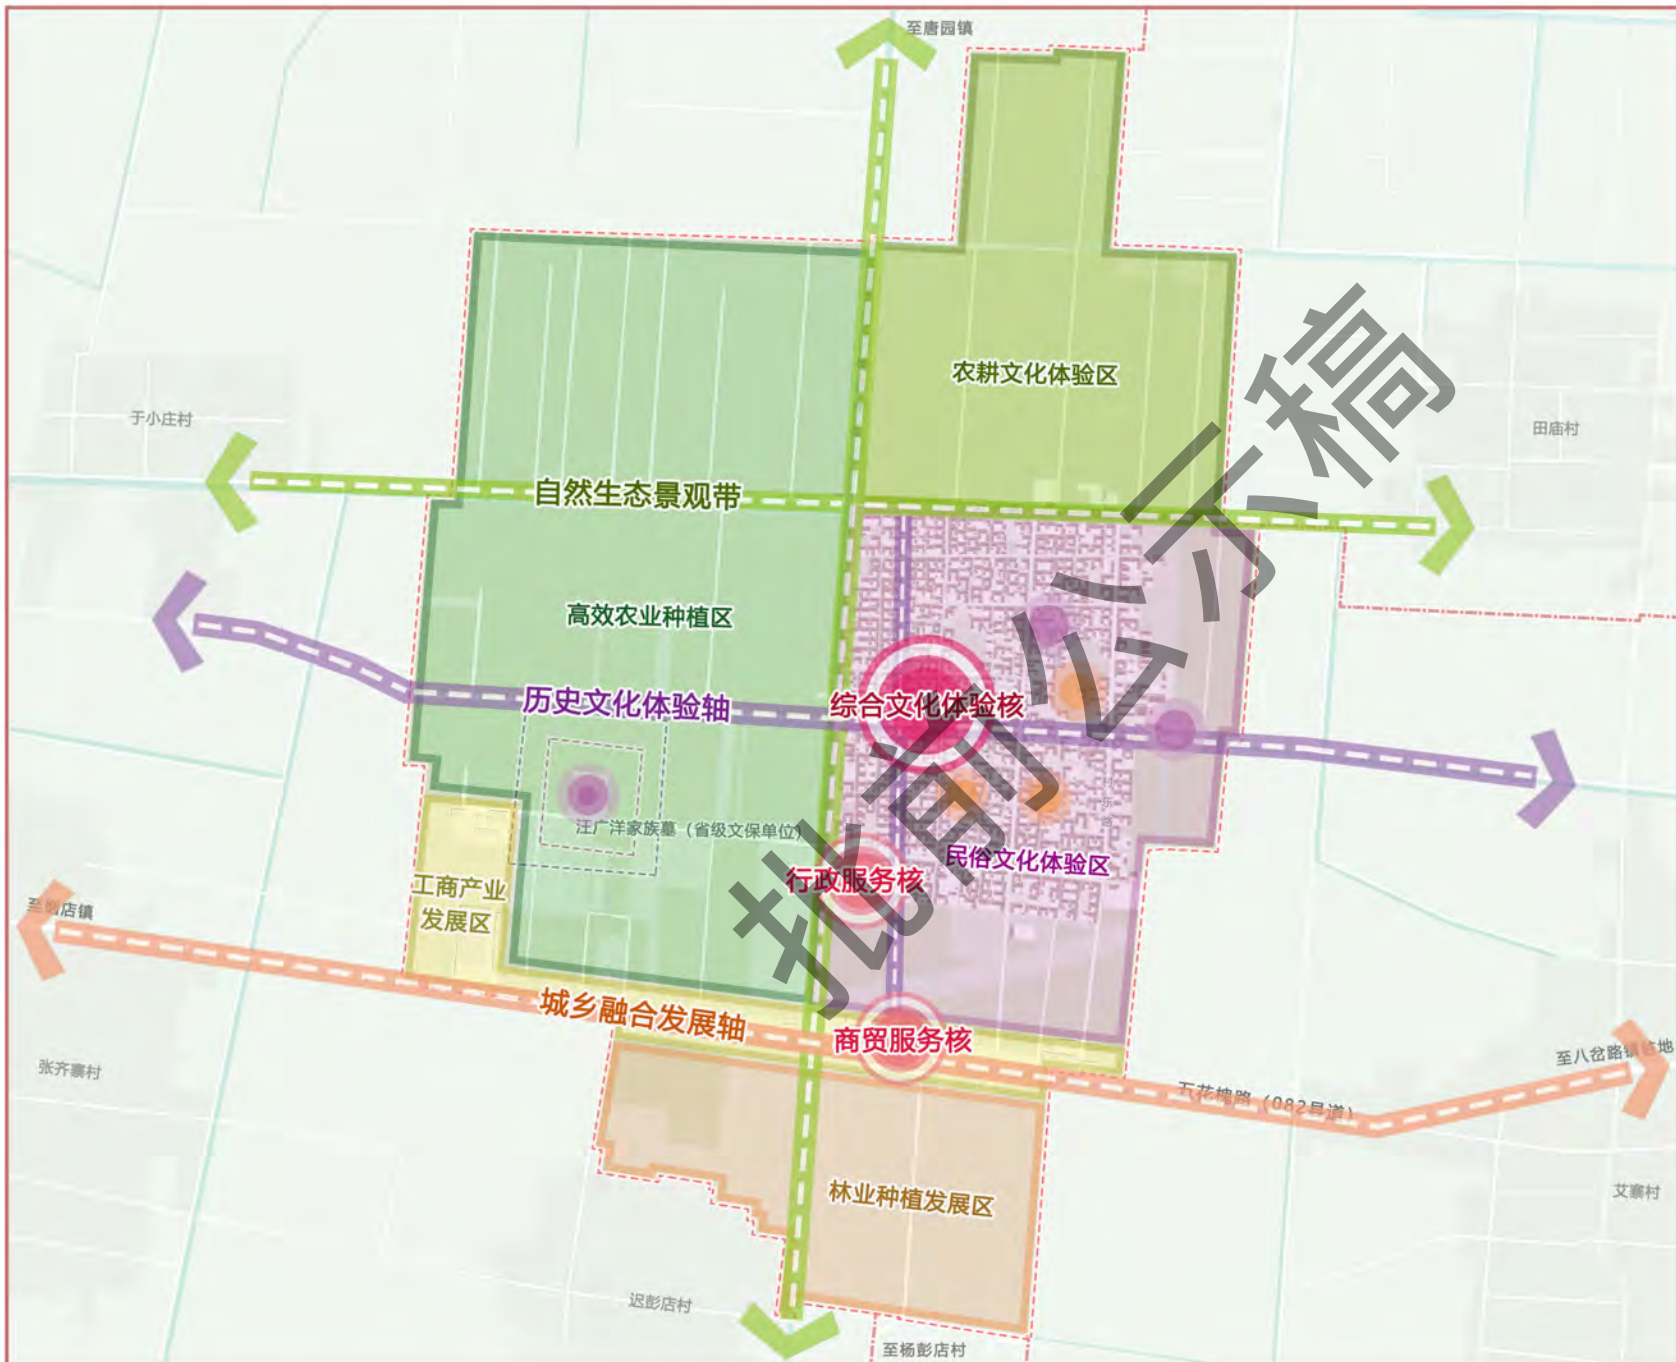 至唐园镇
农耕文化体验区
于小庄村
田庙村
自然生态景观带
高效农业种植区
历史文化体验轴
综合文化体验核
汪广洋家族墓（省级文保单位）
民俗文化体验区
行政服务核
工商产业
发展区
至烟店镇
城乡融合发展轴
商贸服务核
至八岔路镇驻地
张齐寨村
五花槐路（082县道）
林业种植发展区
艾寨村
迟彭店村
至杨彭店村
批前公示稿